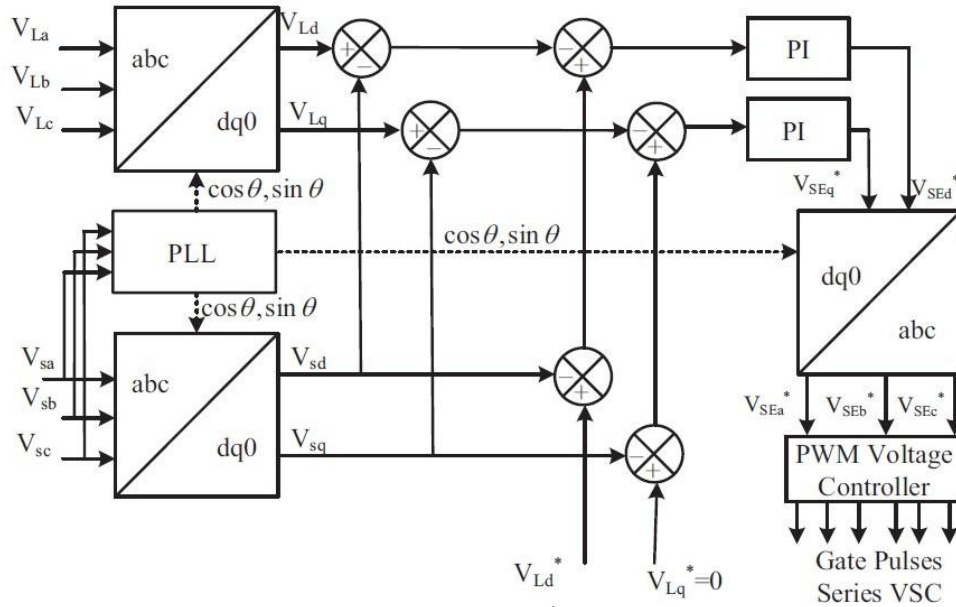 V_La
V_Lb
V_Lc
abc
dq0
V_Ld
V_Lq
+
−
+
−
−
+
−
+
PI
PI
V_SEq*
V_SEd*
cosθ, sinθ
PLL
cosθ, sinθ
cosθ, sinθ
dq0
abc
V_sa
V_sb
V_sc
abc
dq0
V_sd
V_sq
−
+
−
+
V_SEa*
V_SEb*
V_SEc*
PWM Voltage
Controller
V_Ld*
V_Lq*=0
Gate Pulses
Series VSC